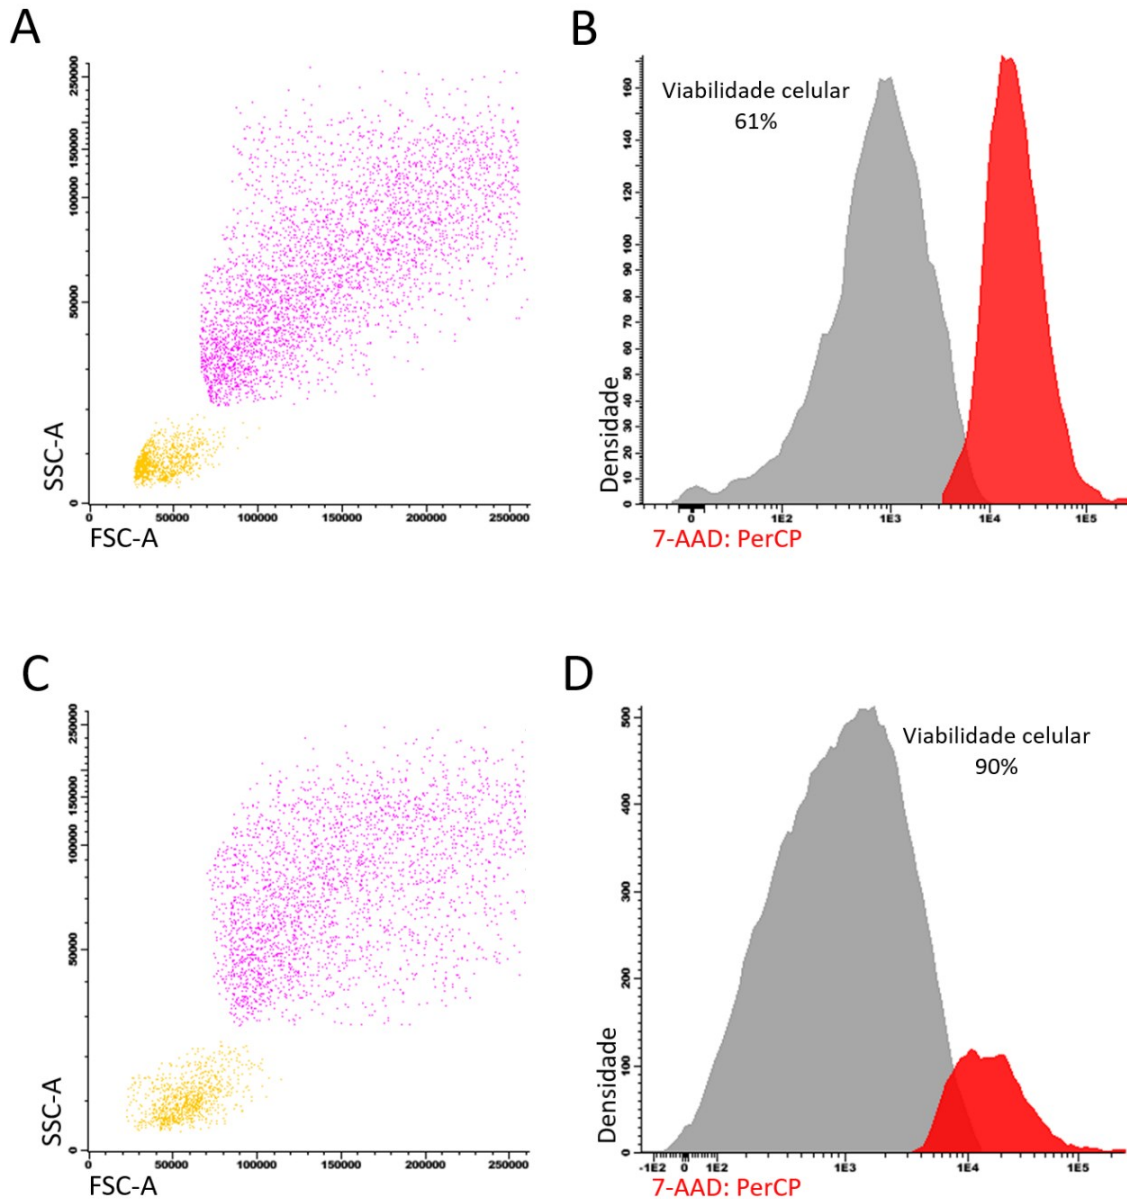 A
250000
150000
100000
50000
0
SSC-A
0 50000 100000 150000 200000 250000
FSC-A
B
Viabilidade celular
61%
160
140
120
100
90
80
70
60
50
40
30
20
10
0
Densidade
0 1E2 1E3 1E4 1E5
7-AAD: PerCP
C
250000
150000
100000
50000
0
SSC-A
0 50000 100000 150000 200000 250000
FSC-A
D
Viabilidade celular
90%
500
400
300
200
100
0
Densidade
-1E2 0 1E2 1E3 1E4 1E5
7-AAD: PerCP